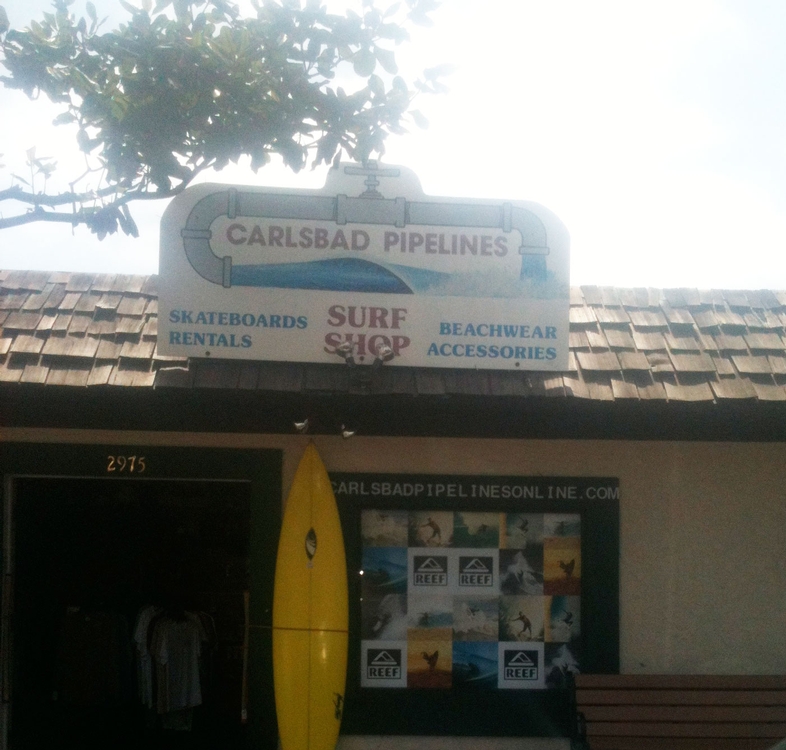 CARLSBAD PIPELINES
SKATEBOARDS
RENTALS
SURF
SHOP
BEACHWEAR
ACCESSORIES
2975
CARLSBADPIPELINESONLINE.COM
REEF
REEF
REEF
REEF